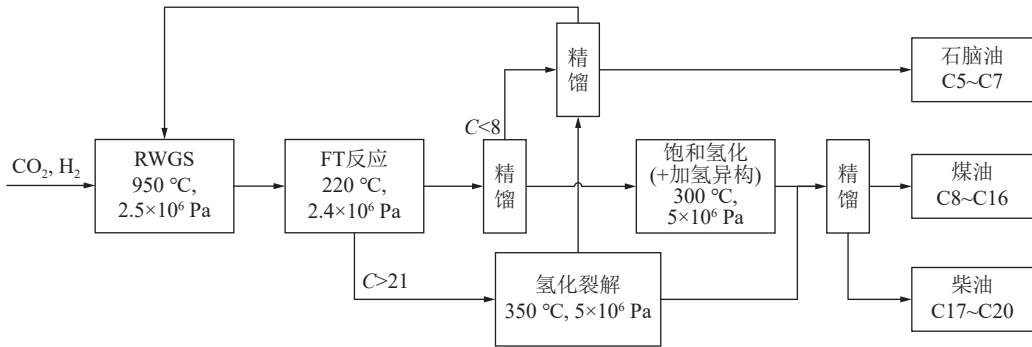 CO₂, H₂
RWGS
950 ℃,
2.5×10⁶ Pa
FT反应
220 ℃,
2.4×10⁶ Pa
C<8
C>21
精
馏
精
馏
饱和氢化
(+加氢异构)
300 ℃,
5×10⁶ Pa
氢化裂解
350 ℃, 5×10⁶ Pa
精
馏
石脑油
C5~C7
煤油
C8~C16
柴油
C17~C20